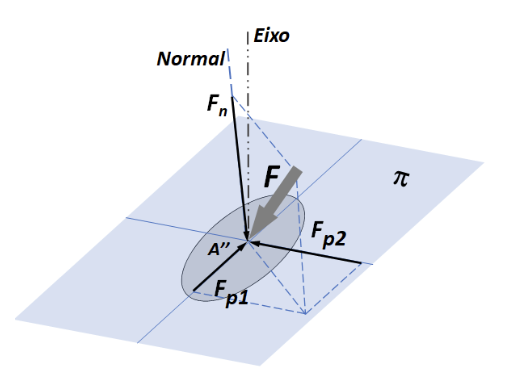 Eixo
Normal
Fn
F
π
Fp2
A”
Fp1